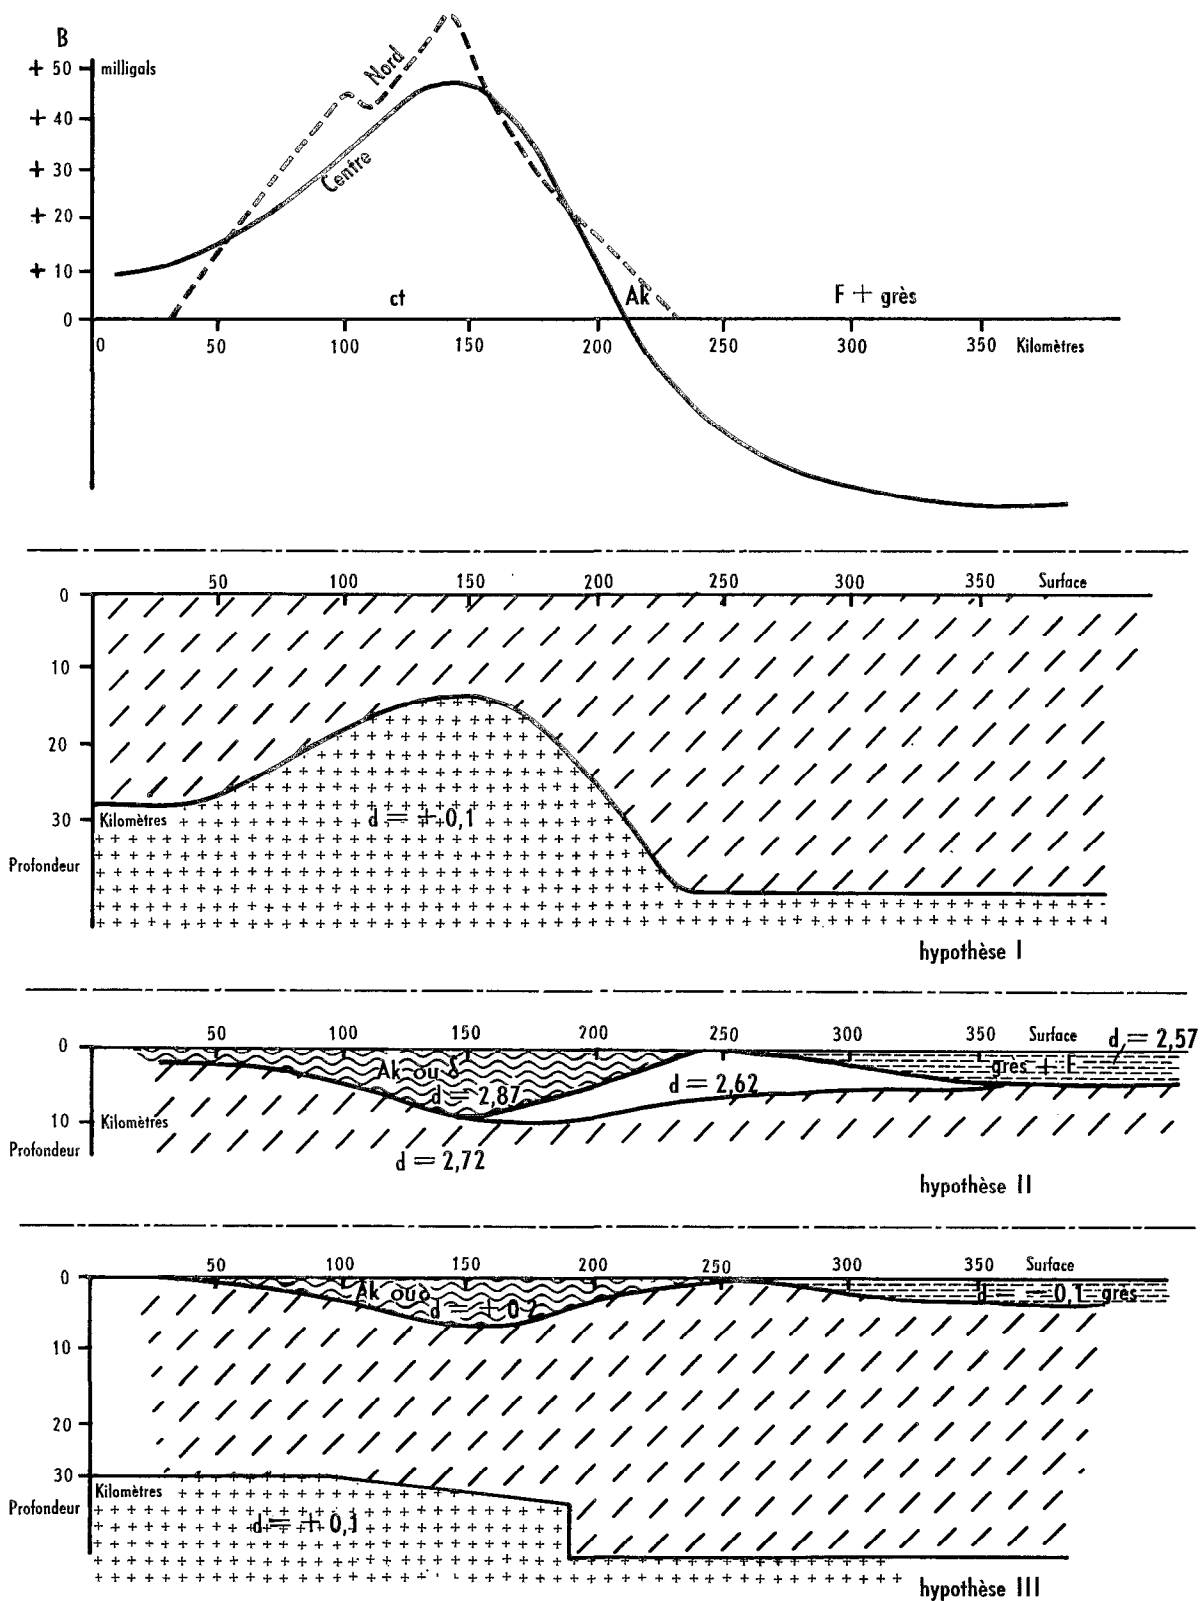 B
+ 50 milligals
+ 40
+ 30
+ 20
+ 10
0
Nord
Centre
ct Ak F + grès
0 50 100 150 200 250 300 350 Kilomètres
50 100 150 200 250 300 350 Surface
0
10
20
30 Kilomètres
Profondeur
d = + 0,1
hypothèse I
50 100 150 200 250 300 350 Surface
d = 2,57
0
Ak ou δ
d = 2,87
d = 2,62
grès + F
10 Kilomètres
Profondeur
d = 2,72
hypothèse II
50 100 150 200 250 300 350 Surface
0
Ak ou δ
d = + 0,2
d = - 0,1 grès
10
20
30
Kilomètres
Profondeur
d = + 0,1
hypothèse III